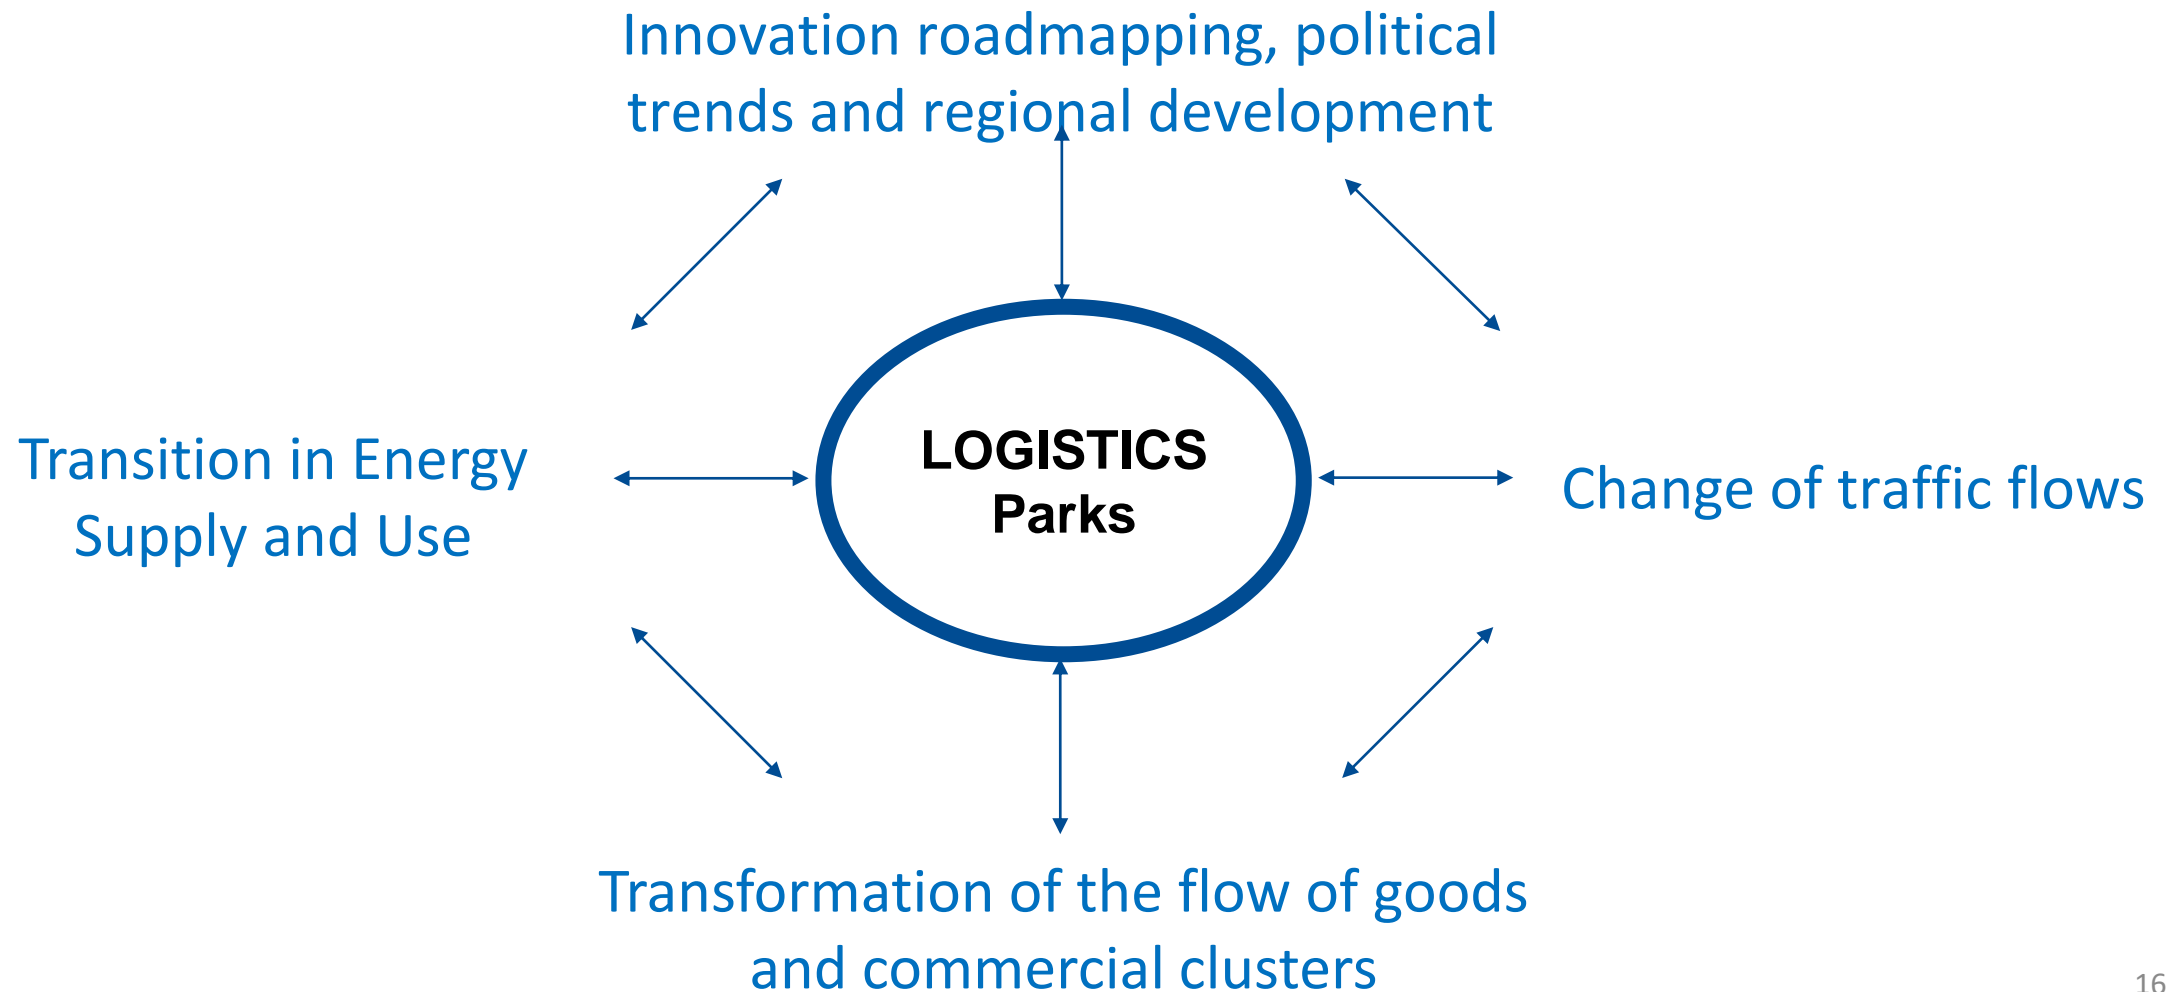 Innovation roadmapping, political
trends and regional development
LOGISTICS
Parks
Transition in Energy
Supply and Use
Change of traffic flows
Transformation of the flow of goods
and commercial clusters
16